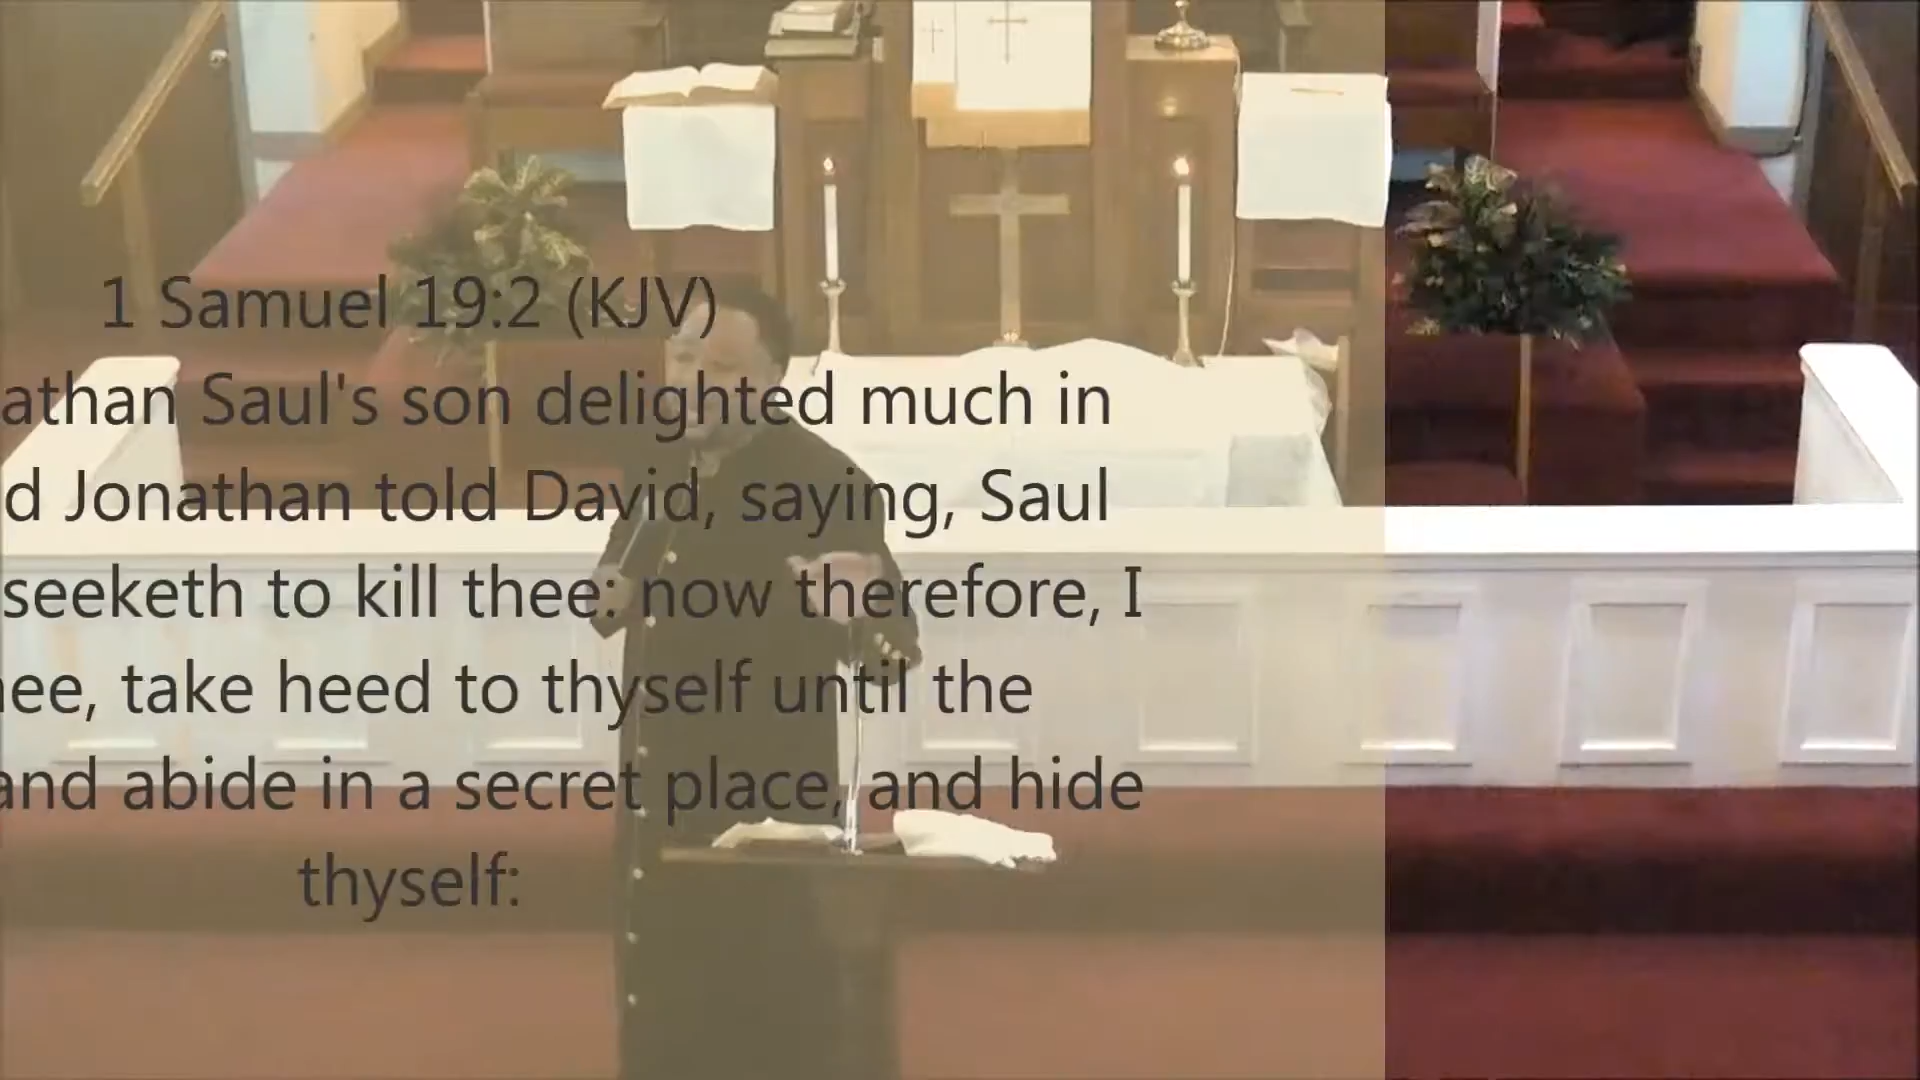 1 Samuel 19:2 (KJV)
athan Saul's son delighted much in
d Jonathan told David, saying, Saul
seeketh to kill thee: now therefore, I
ee, take heed to thyself until the
and abide in a secret place, and hide
thyself: